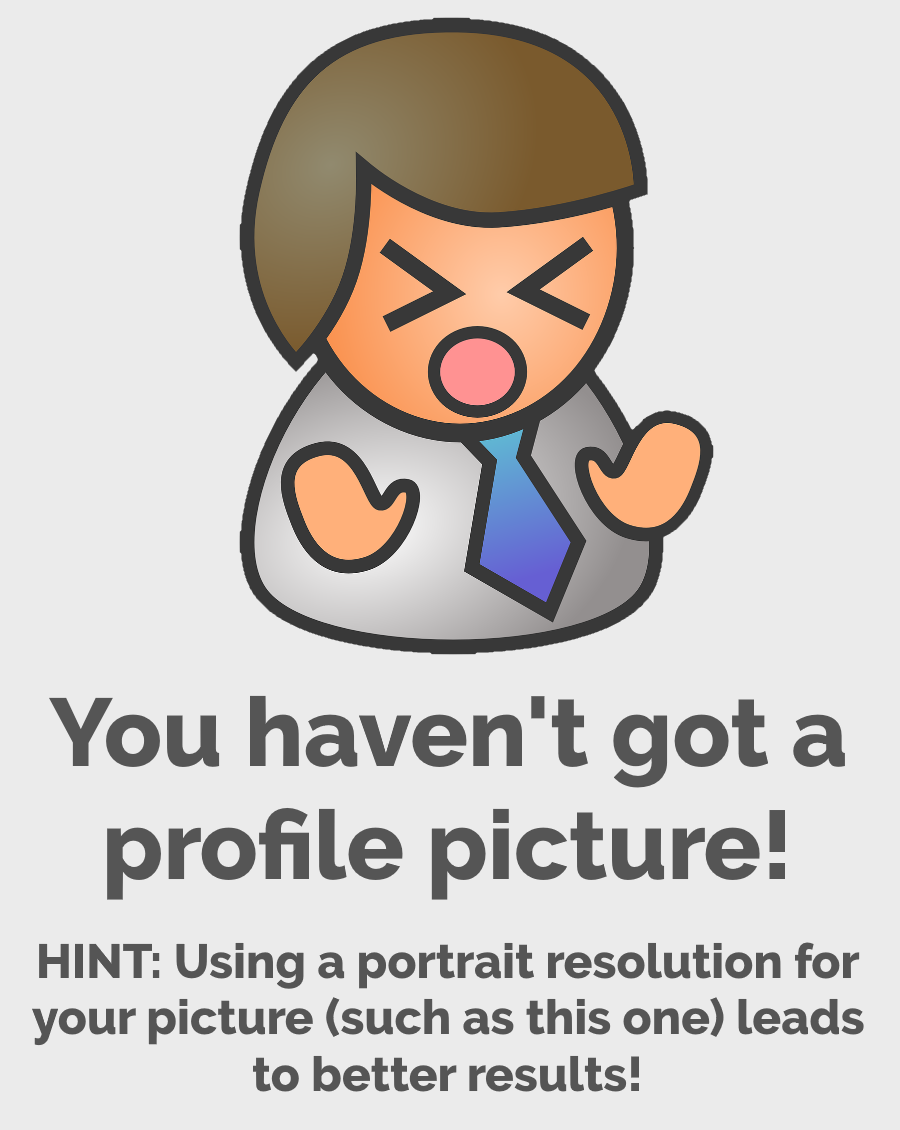 You haven't got a
profile picture!
HINT: Using a portrait resolution for
your picture (such as this one) leads
to better results!